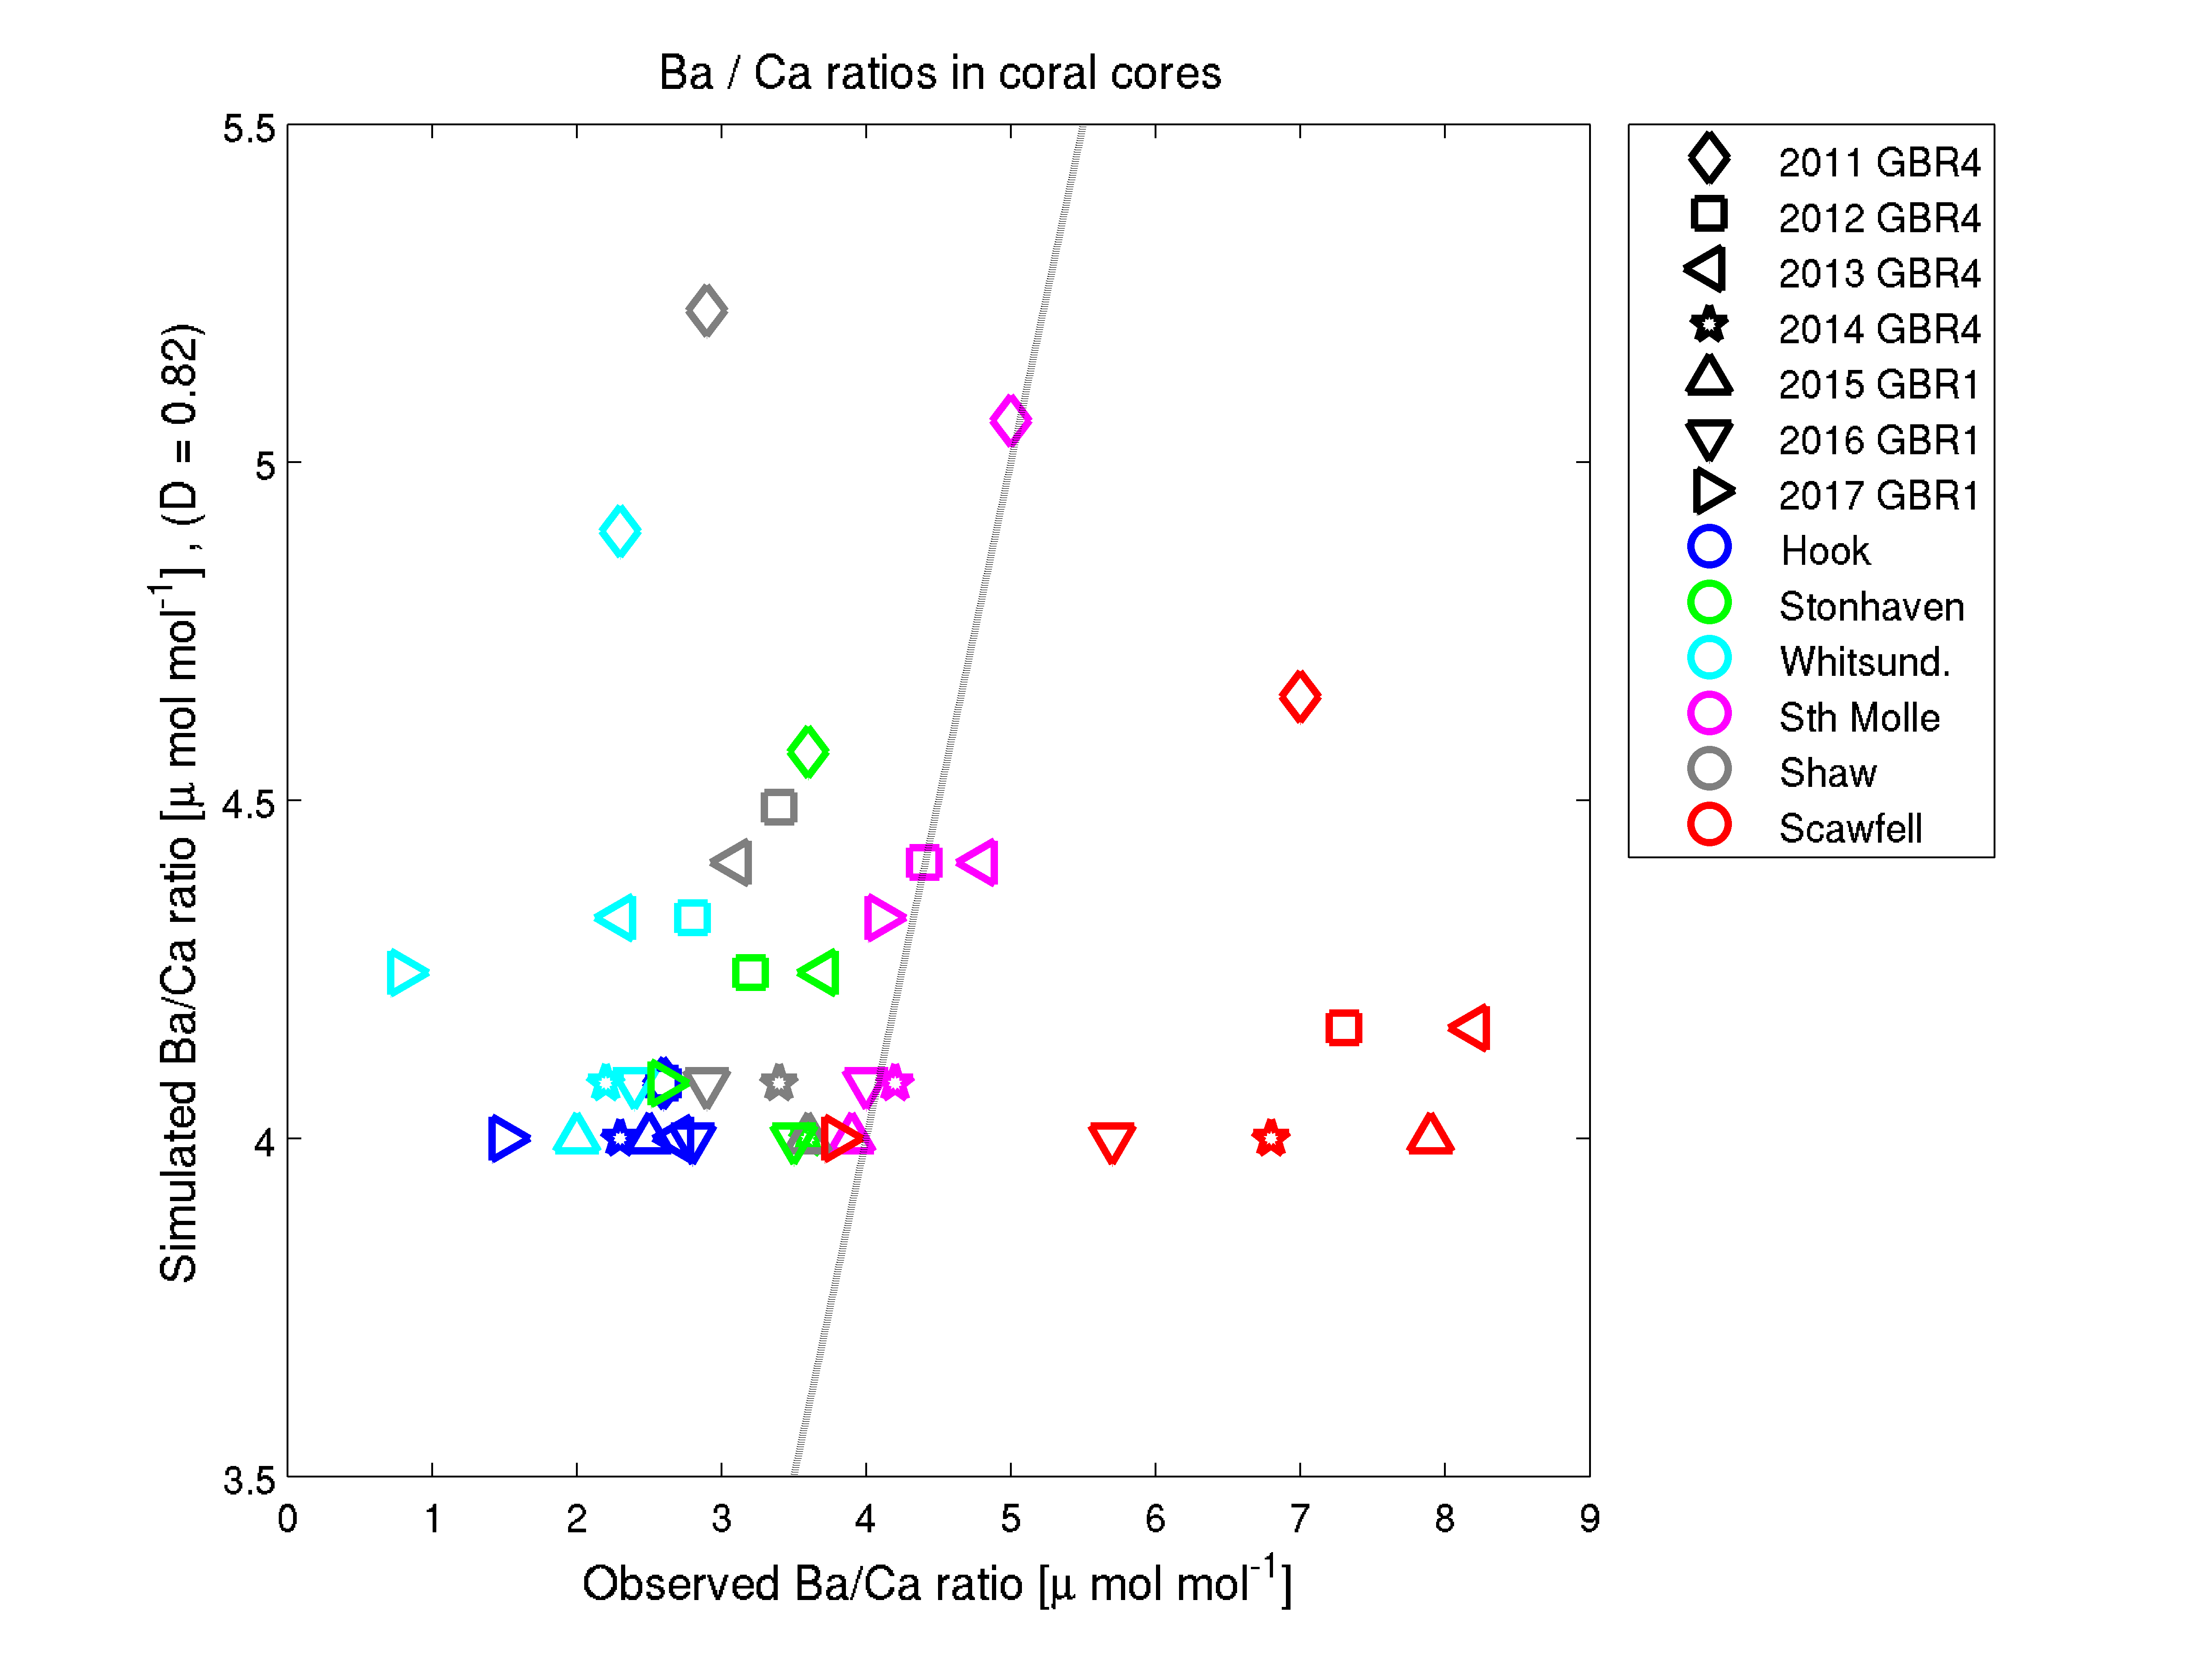 Ba / Ca ratios in coral cores
Simulated Ba/Ca ratio [μ mol mol⁻¹] , (D = 0.82)
5.5
5
4.5
4
3.5
0 1 2 3 4 5 6 7 8 9
Observed Ba/Ca ratio [μ mol mol⁻¹]
2011 GBR4
2012 GBR4
2013 GBR4
2014 GBR4
2015 GBR1
2016 GBR1
2017 GBR1
Hook
Stonhaven
Whitsund.
Sth Molle
Shaw
Scawfell